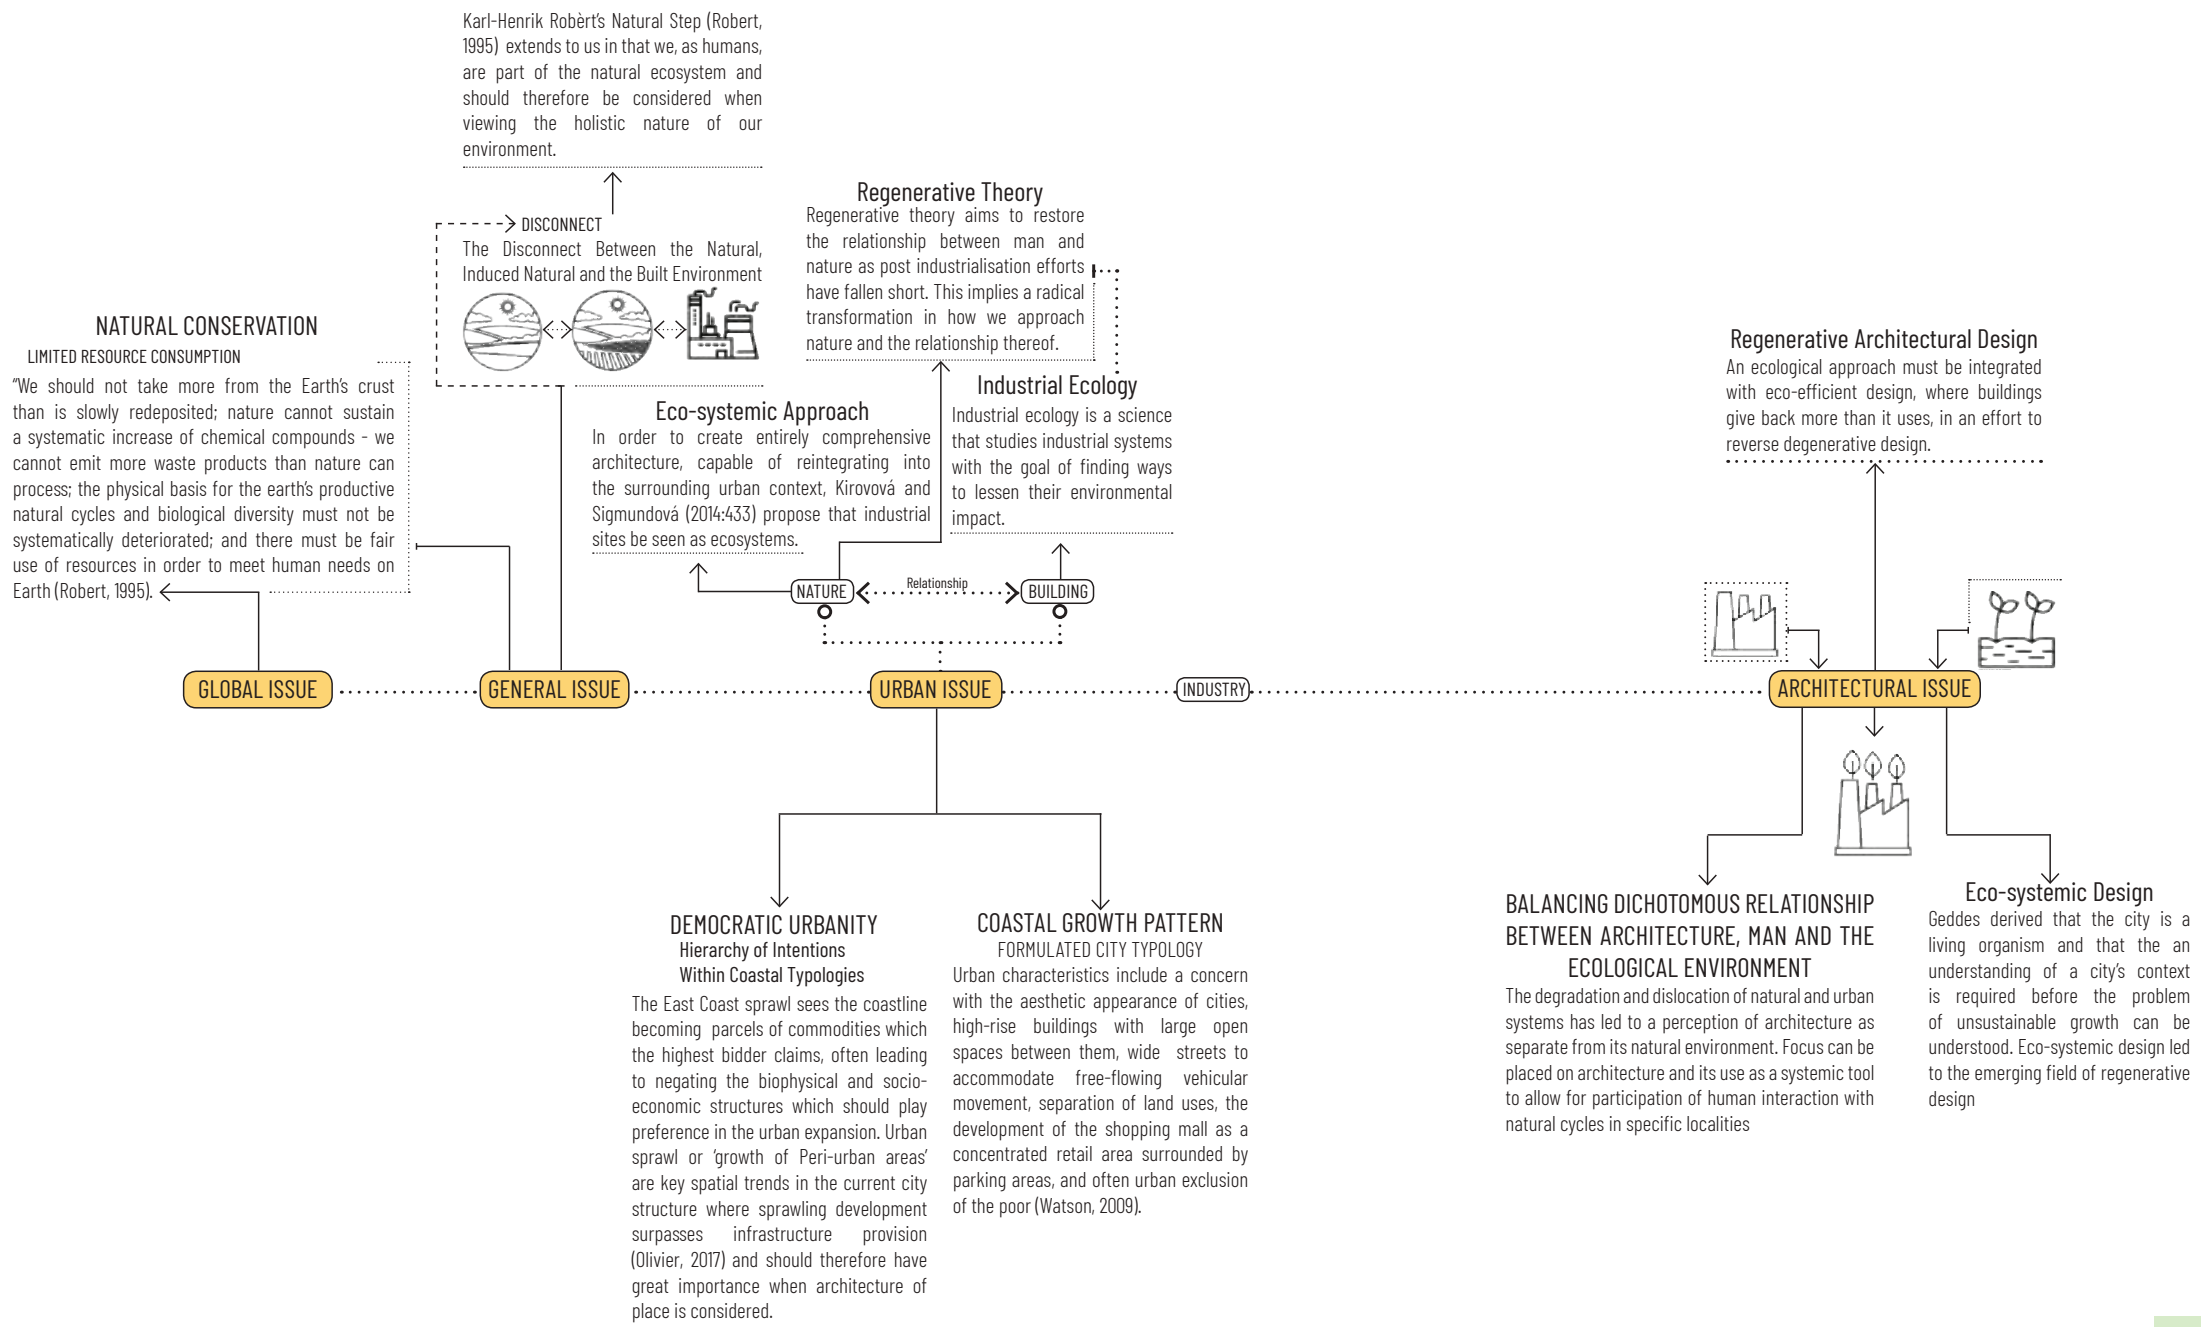 Karl-Henrik Robèrt's Natural Step (Robert,
1995) extends to us in that we, as humans,
are part of the natural ecosystem and
should therefore be considered when
viewing the holistic nature of our
environment.
DISCONNECT
The Disconnect Between the Natural,
Induced Natural and the Built Environment
NATURAL CONSERVATION
LIMITED RESOURCE CONSUMPTION
"We should not take more from the Earth's crust
than is slowly redeposited; nature cannot sustain
a systematic increase of chemical compounds - we
cannot emit more waste products than nature can
process; the physical basis for the earth's productive
natural cycles and biological diversity must not be
systematically deteriorated; and there must be fair
use of resources in order to meet human needs on
Earth (Robert, 1995).
Regenerative Theory
Regenerative theory aims to restore
the relationship between man and
nature as post industrialisation efforts
have fallen short. This implies a radical
transformation in how we approach
nature and the relationship thereof.
Eco-systemic Approach
In order to create entirely comprehensive
architecture, capable of reintegrating into
the surrounding urban context, Kirovová and
Sigmundová (2014:433) propose that industrial
sites be seen as ecosystems.
Industrial Ecology
Industrial ecology is a science
that studies industrial systems
with the goal of finding ways
to lessen their environmental
impact.
NATURE
Relationship
BUILDING
Regenerative Architectural Design
An ecological approach must be integrated
with eco-efficient design, where buildings
give back more than it uses, in an effort to
reverse degenerative design.
GLOBAL ISSUE
GENERAL ISSUE
URBAN ISSUE
INDUSTRY
ARCHITECTURAL ISSUE
DEMOCRATIC URBANITY
Hierarchy of Intentions
Within Coastal Typologies
The East Coast sprawl sees the coastline
becoming parcels of commodities which
the highest bidder claims, often leading
to negating the biophysical and socio-
economic structures which should play
preference in the urban expansion. Urban
sprawl or 'growth of Peri-urban areas'
are key spatial trends in the current city
structure where sprawling development
surpasses infrastructure provision
(Olivier, 2017) and should therefore have
great importance when architecture of
place is considered.
COASTAL GROWTH PATTERN
FORMULATED CITY TYPOLOGY
Urban characteristics include a concern
with the aesthetic appearance of cities,
high-rise buildings with large open
spaces between them, wide streets to
accommodate free-flowing vehicular
movement, separation of land uses, the
development of the shopping mall as a
concentrated retail area surrounded by
parking areas, and often urban exclusion
of the poor (Watson, 2009).
BALANCING DICHOTOMOUS RELATIONSHIP
BETWEEN ARCHITECTURE, MAN AND THE
ECOLOGICAL ENVIRONMENT
The degradation and dislocation of natural and urban
systems has led to a perception of architecture as
separate from its natural environment. Focus can be
placed on architecture and its use as a systemic tool
to allow for participation of human interaction with
natural cycles in specific localities
Eco-systemic Design
Geddes derived that the city is a
living organism and that the an
understanding of a city's context
is required before the problem
of unsustainable growth can be
understood. Eco-systemic design led
to the emerging field of regenerative
design